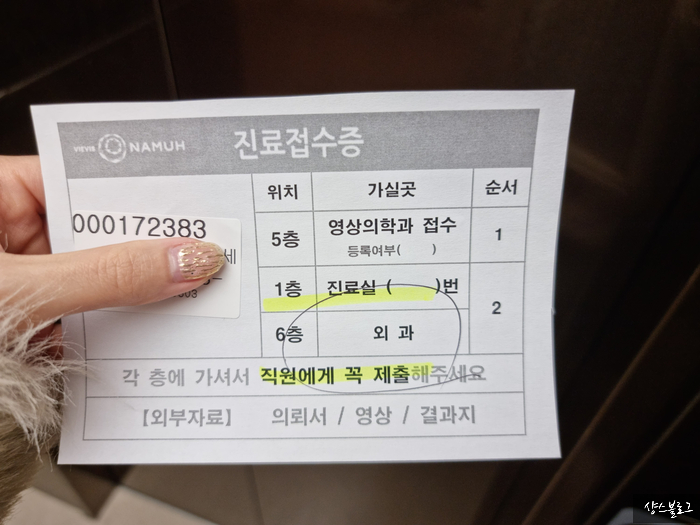 VIEVIS NAMUH 진료접수증
위치 가실곳 순서
000172383
세
5층 영상의학과 접수 1
등록여부( )
1층 진료실 ( )번
2
6층 외 과
각 층에 가셔서 직원에게 꼭 제출해주세요
【외부자료】 의뢰서 / 영상 / 결과지
샹스블로그